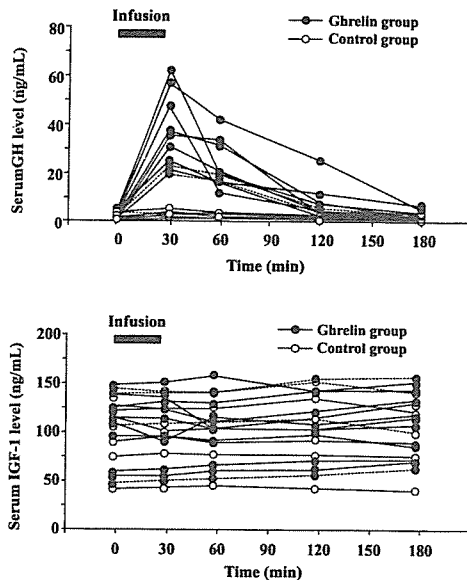 Infusion
Ghrelin group
Control group
SerumGH level (ng/mL)
80
60
40
20
0
0 30 60 90 120 150 180
Time (min)
Infusion
Ghrelin group
Control group
Serum IGF-1 level (ng/mL)
200
150
100
50
0
0 30 60 90 120 150 180
Time (min)